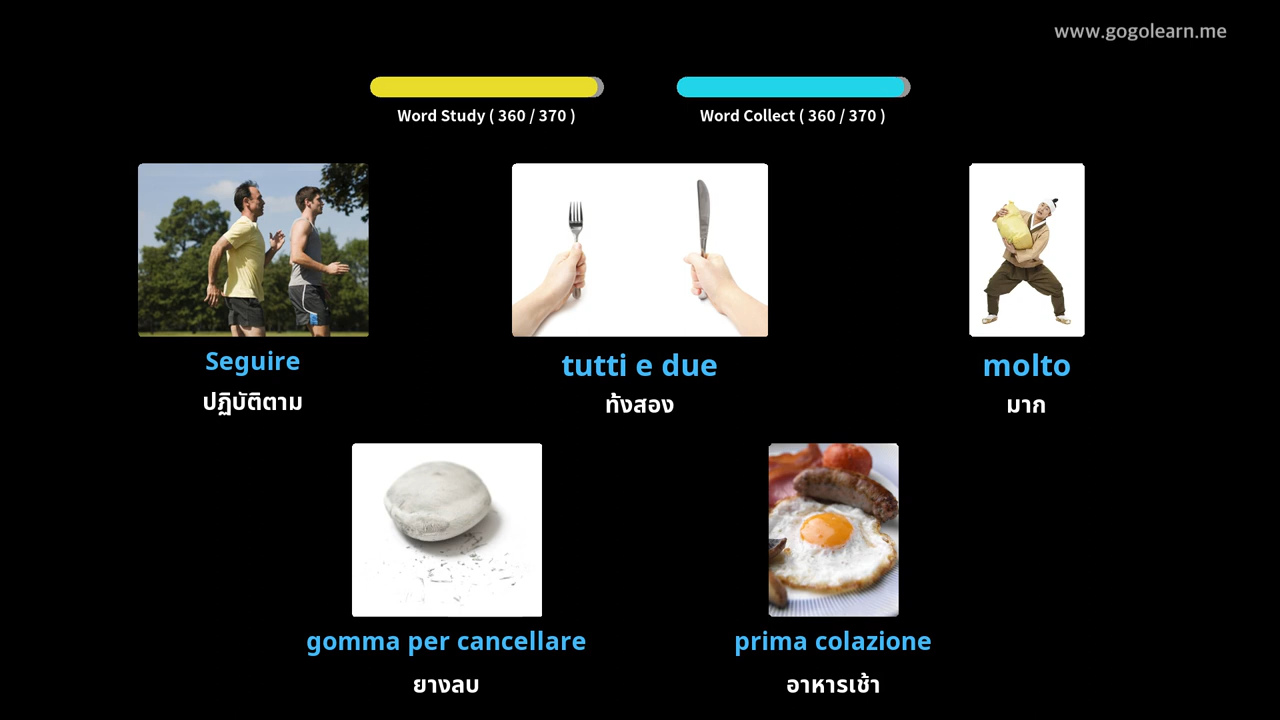 www.gogolearn.me
Word Study ( 360 / 370 )
Word Collect ( 360 / 370 )
Seguire
ปฏิบัติตาม
tutti e due
ทั้งสอง
molto
มาก
gomma per cancellare
ยางลบ
prima colazione
อาหารเช้า